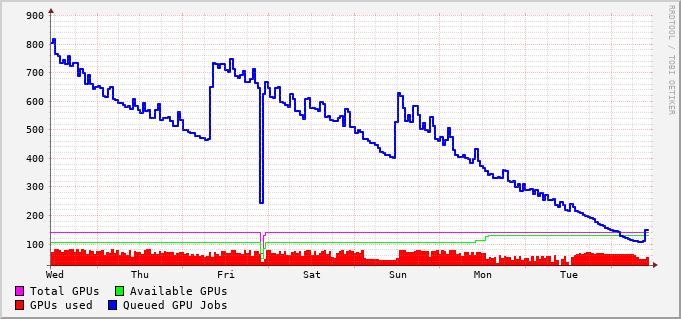 900
800
700
600
500
400
300
200
100
Wed Thu Fri Sat Sun Mon Tue
Total GPUs Available GPUs
GPUs used Queued GPU Jobs
RRDTOOL / TOBI OETIKER